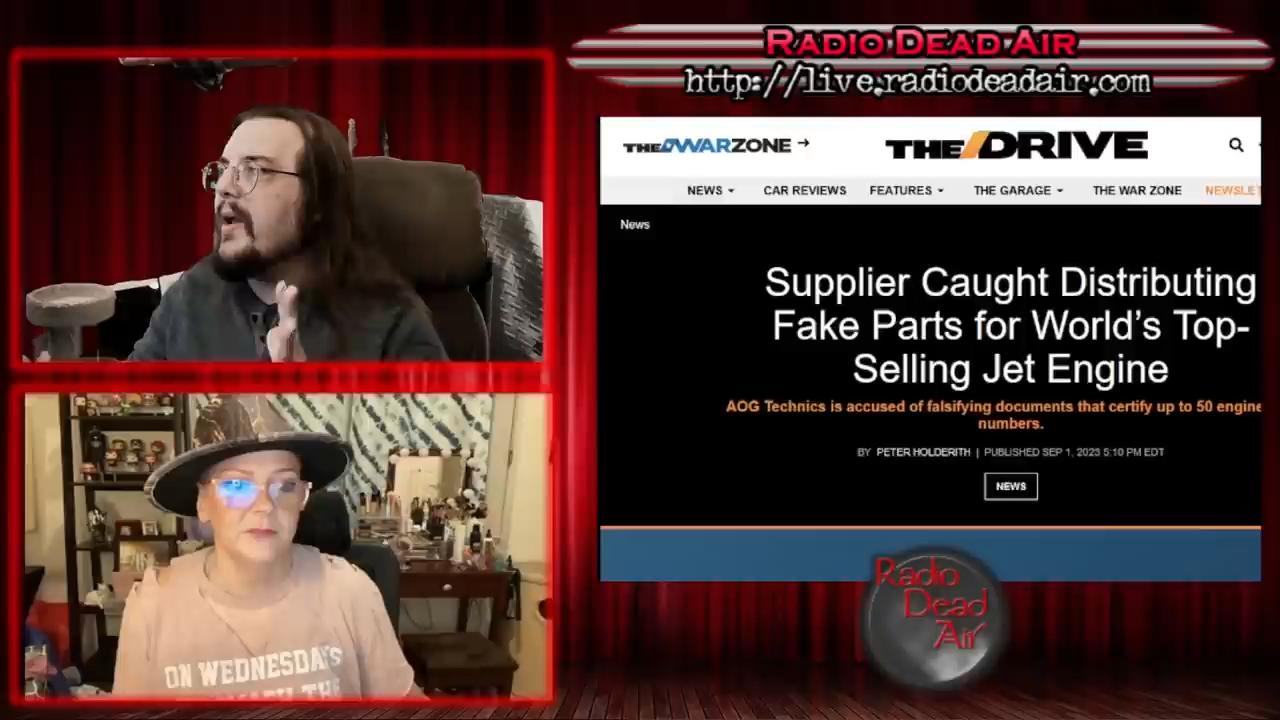 RADIO DEAD AIR
http://live.radiodeadair.com
THE WARZONE → THE DRIVE
NEWS CAR REVIEWS FEATURES THE GARAGE THE WAR ZONE
News
Supplier Caught Distributing
Fake Parts for World's Top-
Selling Jet Engine
AOG Technics is accused of falsifying documents that certify up to 50 engine
numbers.
BY PETER HOLDERITH | PUBLISHED SEP 1, 2023 5:10 PM EDT
NEWS
Radio
Dead
Air
ON WEDNESDAYS
THE